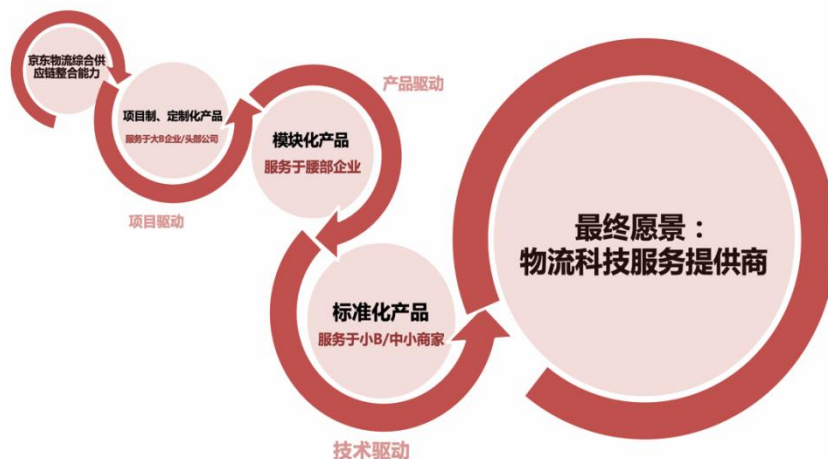 京东物流综合供
应链整合能力
项目制、定制化产品
服务于大B企业/头部公司
项目驱动
产品驱动
模块化产品
服务于腰部企业
标准化产品
服务于小B/中小商家
技术驱动
最终愿景：
物流科技服务提供商